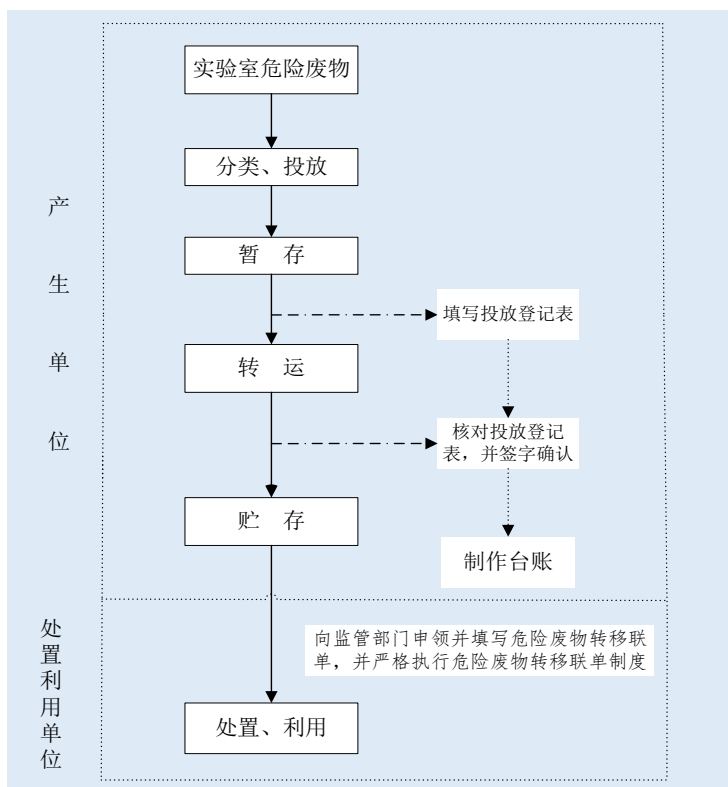 实验室危险废物
分类、投放
产生单位
暂 存
填写投放登记表
转 运
核对投放登记
表，并签字确认
贮 存
制作台账
处置利用单位
向监管部门申领并填写危险废物转移联
单，并严格执行危险废物转移联单制度
处置、利用